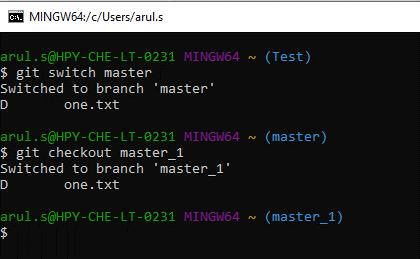 MINGW64:/c/Users/arul.s
arul.s@HPY-CHE-LT-0231 MINGW64 ~ (Test)
$ git switch master
Switched to branch 'master'
D       one.txt
arul.s@HPY-CHE-LT-0231 MINGW64 ~ (master)
$ git checkout master_1
Switched to branch 'master_1'
D       one.txt
arul.s@HPY-CHE-LT-0231 MINGW64 ~ (master_1)
$